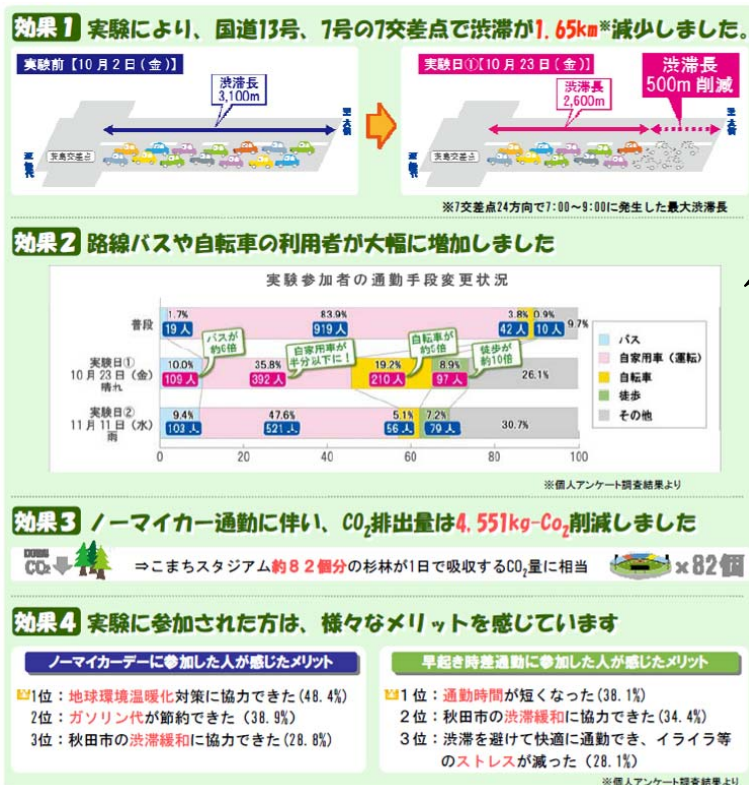 効果1 実験により、国道13号、7号の7交差点で渋滞が1.65km※減少しました。
実験前【10月2日(金)】
渋滞長
3,100m
茨島交差点
実験日①【10月23日(金)】
渋滞長
2,600m
渋滞長
500m削減
茨島交差点
※7交差点24方向で7:00～9:00に発生した最大渋滞長
効果2 路線バスや自転車の利用者が大幅に増加しました
実験参加者の通勤手段変更状況
普段
1.7% 83.9% 3.8% 0.9% 9.7%
19人 919人 42人 10人
バスが
約6倍
自家用車が
半分以下に!
自転車が
約5倍
徒歩が
約10倍
実験日①
10月23日(金)
晴れ
10.0% 35.8% 19.2% 8.9% 26.1%
109人 392人 210人 97人
実験日②
11月11日(水)
雨
9.4% 47.6% 5.1% 7.2% 30.7%
103人 521人 56人 79人
0 20 40 60 80 100
バス
自家用車(運転)
自転車
徒歩
その他
※個人アンケート調査結果より
効果3 ノーマイカー通勤に伴い、CO₂排出量は4,551kg-Co₂削減しました
CO₂
⇒こまちスタジアム約82個分の杉林が1日で吸収するCO₂量に相当
×82個
効果4 実験に参加された方は、様々なメリットを感じています
ノーマイカーデーに参加した人が感じたメリット
1位:地球環境温暖化対策に協力できた(48.4%)
2位:ガソリン代が節約できた(38.9%)
3位:秋田市の渋滞緩和に協力できた(28.8%)
早起き時差通勤に参加した人が感じたメリット
1位:通勤時間が短くなった(38.1%)
2位:秋田市の渋滞緩和に協力できた(34.4%)
3位:渋滞を避けて快適に通勤でき、イライラ等
のストレスが減った(28.1%)
※個人アンケート調査結果より